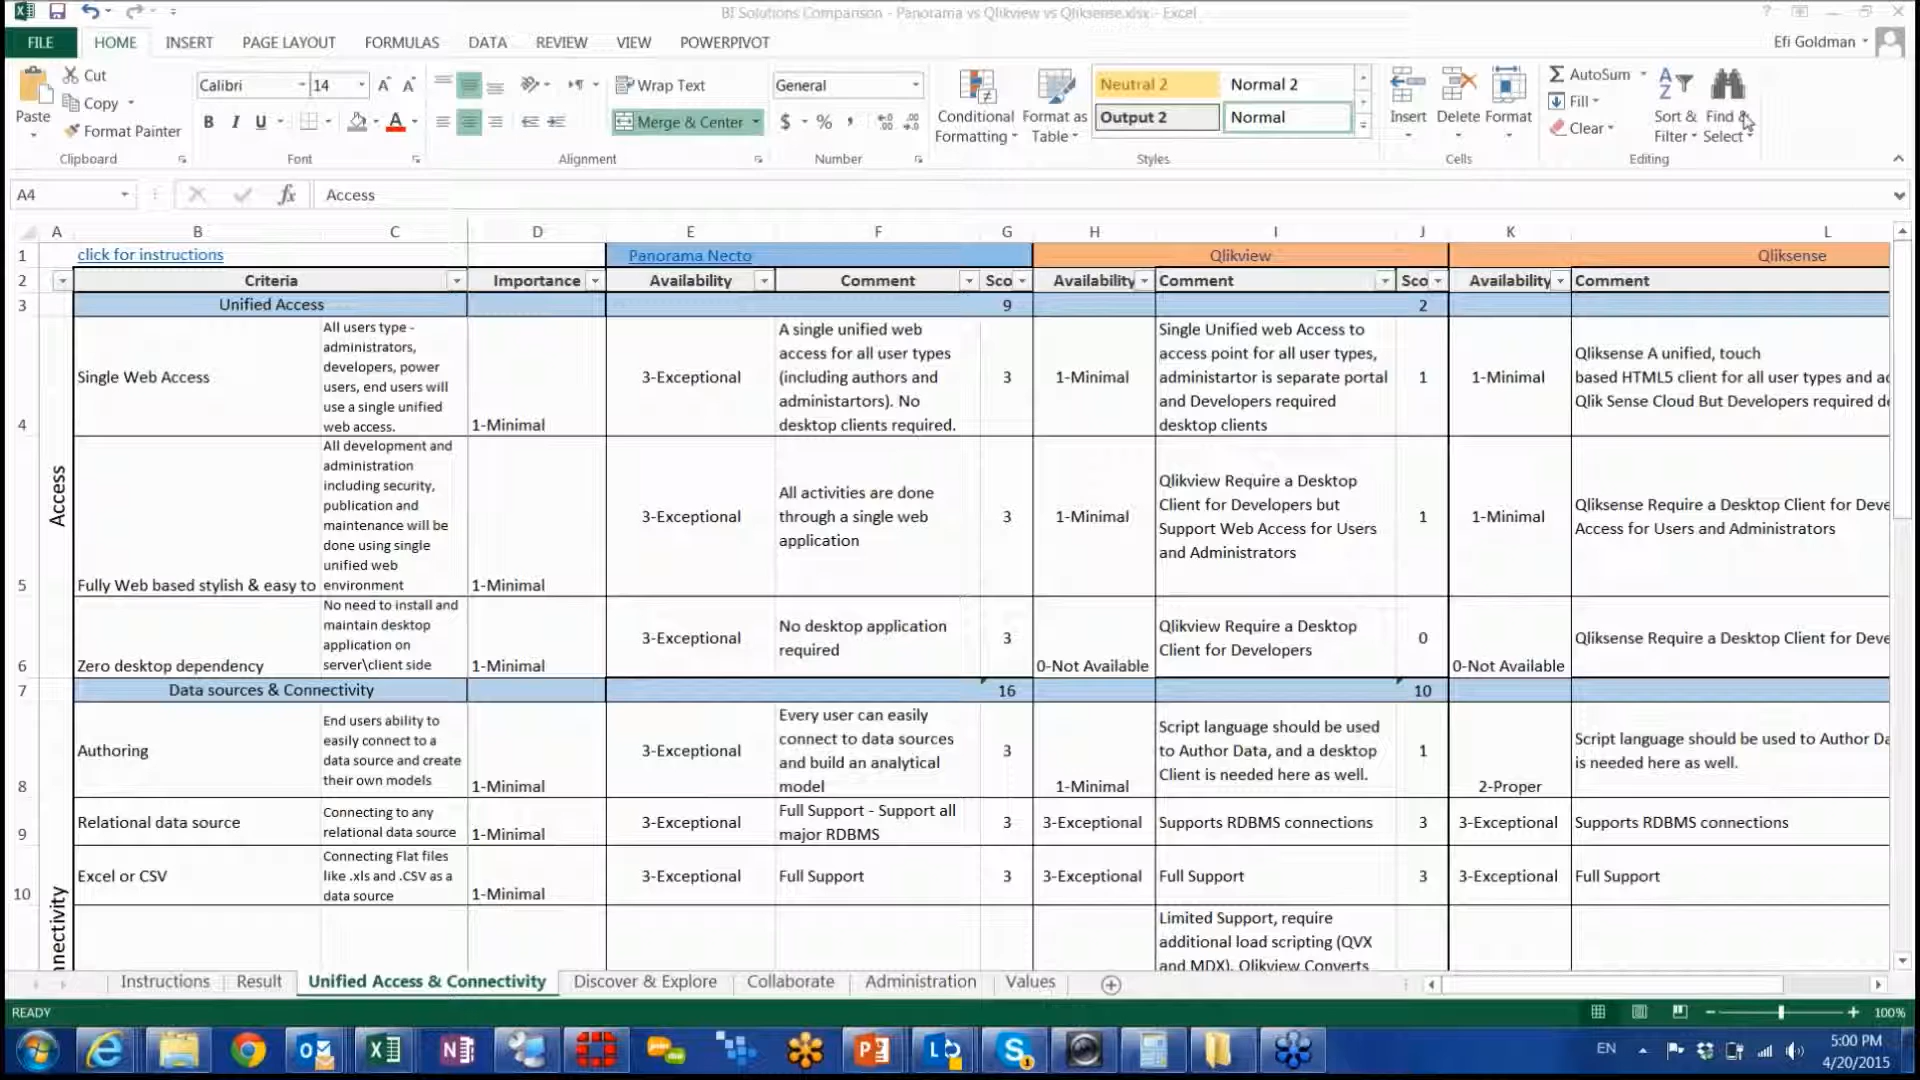 BI Solutions Comparison - Panorama vs Qlikview vs Qliksense.xlsx - Excel
FILE
HOME
INSERT
PAGE LAYOUT
FORMULAS
DATA
REVIEW
VIEW
POWERPIVOT
Efi Goldman
Paste
Cut
Copy
Format Painter
Clipboard
Calibri
14
B I U
Font
Wrap Text
Merge & Center
Alignment
General
$ % ,
Number
Conditional
Formatting
Format as
Table
Neutral 2
Normal 2
Output 2
Normal
Styles
Insert
Delete
Format
Cells
AutoSum
Fill
Clear
Sort &
Filter
Find &
Select
Editing
A4
fx
Access
A B C D E F G H I J K L
1
click for instructions
Panorama Necto
Qlikview
Qliksense
2
Criteria
Importance
Availability
Comment
Sco
Availability
Comment
Sco
Availability
Comment
3
Unified Access
9
2
Access
4
Single Web Access
All users type -
administrators,
developers, power
users, end users will
use a single unified
web access.
1-Minimal
3-Exceptional
A single unified web
access for all user types
(including authors and
administartors). No
desktop clients required.
3
1-Minimal
Single Unified web Access to
access point for all user types,
administartor is separate portal
and Developers required
desktop clients
1
1-Minimal
Qliksense A unified, touch
based HTML5 client for all user types and ac
Qlik Sense Cloud But Developers required de
5
Fully Web based stylish & easy to
All development and
administration
including security,
publication and
maintenance will be
done using single
unified web
environment
1-Minimal
3-Exceptional
All activities are done
through a single web
application
3
1-Minimal
Qlikview Require a Desktop
Client for Developers but
Support Web Access for Users
and Administrators
1
1-Minimal
Qliksense Require a Desktop Client for Deve
Access for Users and Administrators
6
Zero desktop dependency
No need to install and
maintain desktop
application on
server\client side
1-Minimal
3-Exceptional
No desktop application
required
3
0-Not Available
Qlikview Require a Desktop
Client for Developers
0
0-Not Available
Qliksense Require a Desktop Client for Deve
7
Data sources & Connectivity
16
10
nnectivity
8
Authoring
End users ability to
easily connect to a
data source and create
their own models
1-Minimal
3-Exceptional
Every user can easily
connect to data sources
and build an analytical
model
3
1-Minimal
Script language should be used
to Author Data, and a desktop
Client is needed here as well.
1
2-Proper
Script language should be used to Author Da
is needed here as well.
9
Relational data source
Connecting to any
relational data source
1-Minimal
3-Exceptional
Full Support - Support all
major RDBMS
3
3-Exceptional
Supports RDBMS connections
3
3-Exceptional
Supports RDBMS connections
10
Excel or CSV
Connecting Flat files
like .xls and .CSV as a
data source
1-Minimal
3-Exceptional
Full Support
3
3-Exceptional
Full Support
3
3-Exceptional
Full Support
Limited Support, require
additional load scripting (QVX
and MDX). Qlikview Converts
Instructions
Result
Unified Access & Connectivity
Discover & Explore
Collaborate
Administration
Values
READY
100%
EN
5:00 PM
4/20/2015